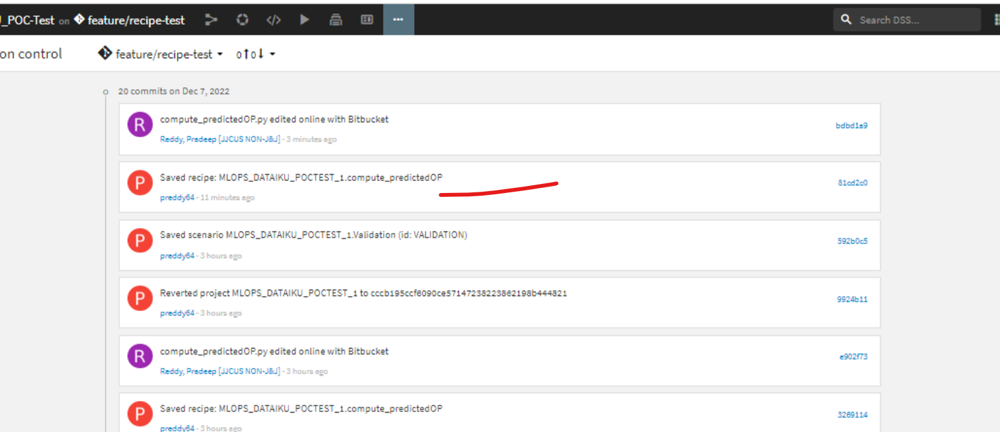 _POC-Test on feature/recipe-test
Search DSS...
on control feature/recipe-test 0 0
20 commits on Dec 7, 2022
R compute_predictedOP.py edited online with Bitbucket bdbd1e9
Reddy, Pradeep [JJCUS NON-J&J] - 3 minutes ago
P Saved recipe: MLOPS_DATAIKU_POCTEST_1.compute_predictedOP 81cd2c0
preddy64 - 11 minutes ago
P Saved scenario MLOPS_DATAIKU_POCTEST_1.Validation (id: VALIDATION) 592b0c5
preddy64 - 3 hours ago
P Reverted project MLOPS_DATAIKU_POCTEST_1 to cccb195ccf6090ce57147238223862198b444821 9924b11
preddy64 - 3 hours ago
R compute_predictedOP.py edited online with Bitbucket e902f73
Reddy, Pradeep [JJCUS NON-J&J] - 3 hours ago
P Saved recipe: MLOPS_DATAIKU_POCTEST_1.compute_predictedOP 3269114
preddy64 - 3 hours ago